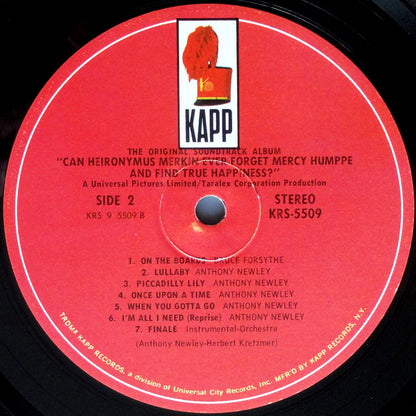 KAPP
THE ORIGINAL SOUNDTRACK ALBUM
"CAN HEIRONYMUS MERKIN EVER FORGET MERCY HUMPPE
AND FIND TRUE HAPPINESS?"
A Universal Pictures Limited/Taralex Corporation Production
SIDE 2
KRS 9 5509 B
STEREO
KRS-5509
1. ON THE BOARDS BRUCE FORSYTHE
2. LULLABY ANTHONY NEWLEY
3. PICCADILLY LILY ANTHONY NEWLEY
4. ONCE UPON A TIME ANTHONY NEWLEY
5. WHEN YOU GOTTA GO ANTHONY NEWLEY
6. I'M ALL I NEED (Reprise) ANTHONY NEWLEY
7. FINALE Instrumental-Orchestra
(Anthony Newley-Herbert Kretzmer)
TRDMK KAPP RECORDS, a division of Universal City Records, Inc. MFR'D BY KAPP RECORDS, N.Y.